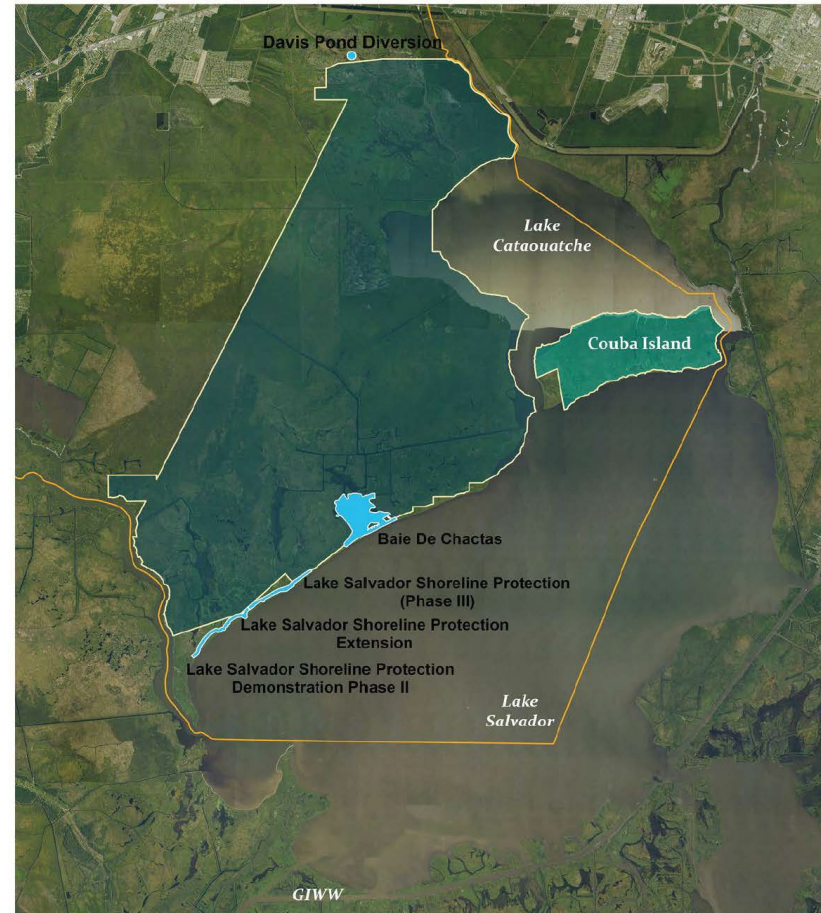 Davis Pond Diversion
Lake
Cataouatche
Couba Island
Baie De Chactas
Lake Salvador Shoreline Protection
(Phase III)
Lake Salvador Shoreline Protection
Extension
Lake Salvador Shoreline Protection
Demonstration Phase II
Lake
Salvador
GIWW